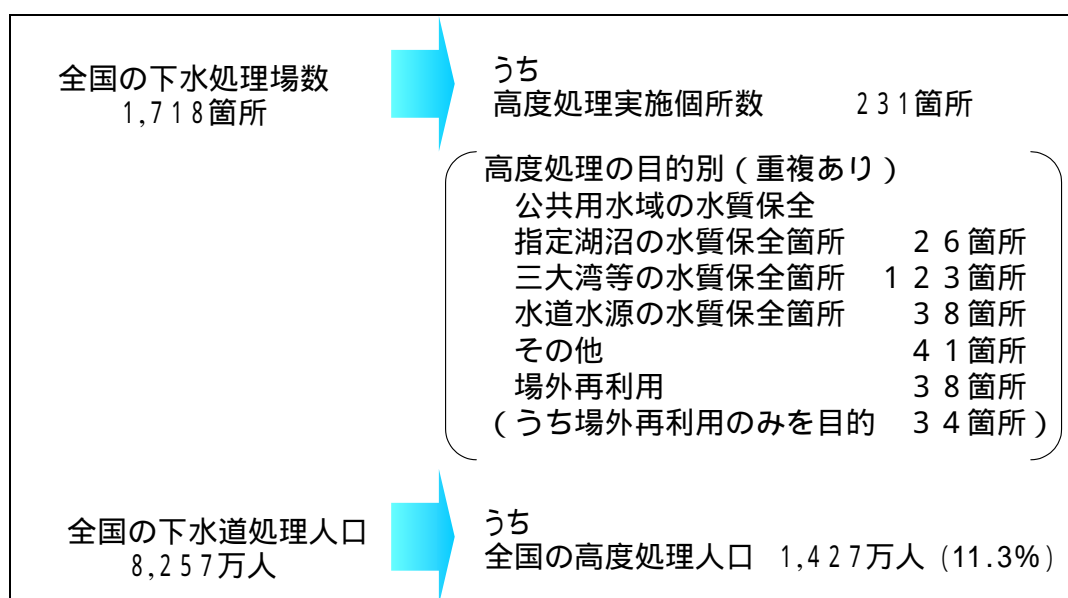 全国の下水処理場数
1,718箇所
うち
高度処理実施個所数 231箇所
高度処理の目的別(重複あり)
公共用水域の水質保全
指定湖沼の水質保全箇所 26箇所
三大湾等の水質保全箇所 123箇所
水道水源の水質保全箇所 38箇所
その他 41箇所
場外再利用 38箇所
(うち場外再利用のみを目的 34箇所)
全国の下水道処理人口
8,257万人
うち
全国の高度処理人口 1,427万人 (11.3%)